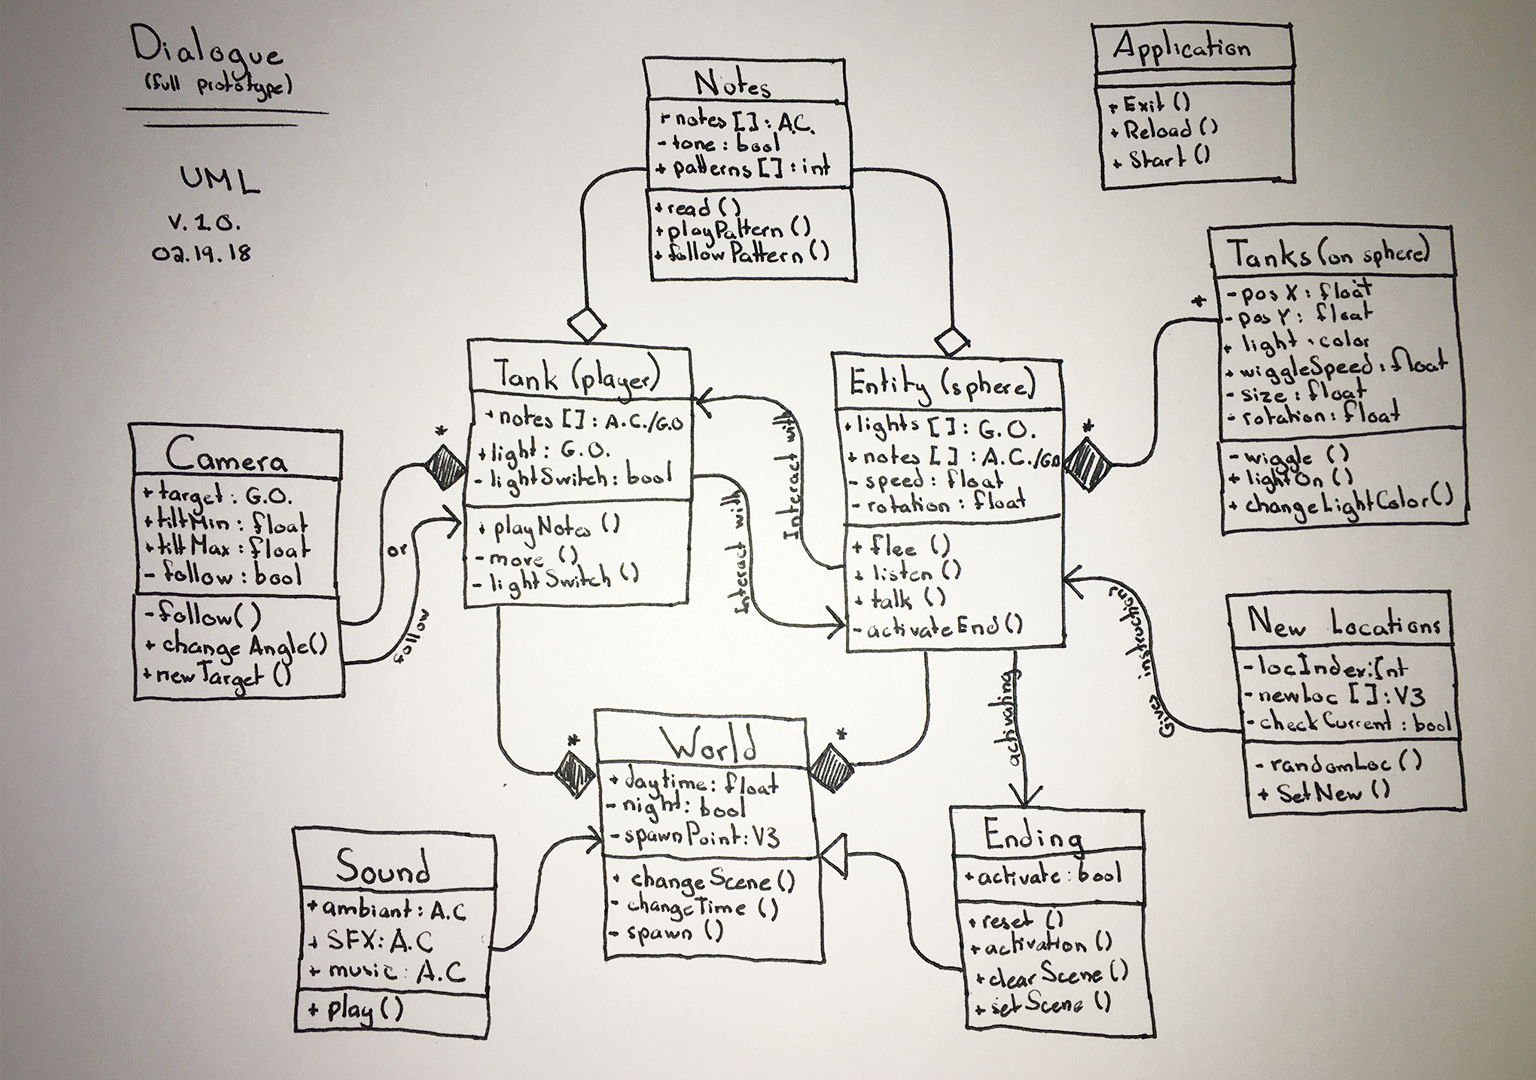 Dialogue
(full prototype)
UML
V.1.0.
02.19.18
Notes
+notes []: A.C.
- tone: bool
+ patterns []: int
+read ()
+playPattern ()
+followPattern ()
Application
+ Exit ()
+ Reload ()
+ Start ()
Tanks (on sphere)
- posX: float
- posY: float
+ light: color
+ wiggleSpeed: float
- size: float
- rotation: float
- wiggle ()
+ lightOn ()
+ changeLightColor()
*
Tank (player)
+notes []: A.C./G.O
+light: G.O.
- lightSwitch: bool
+ playNotes ()
- move ()
- lightSwitch ()
*
Interact with
Interact with
Entity (sphere)
+lights []: G.O.
+notes []: A.C./G.O
- speed: float
- rotation: float
+ flee ()
+ listen ()
+ talk ()
- activateEnd ()
*
Camera
+ target: G.O.
+ tiltMin: float
+ tiltMax: float
- follow: bool
- follow()
+ changeAngle()
+ newTarget ()
or
follow
New Locations
- locIndex: Int
- newLoc []: V3
- checkCurrent: bool
- randomLoc ()
+ SetNew ()
Gives instructions
activating
World
+ daytime: float
- night: bool
- spawnPoint: V3
+ changeScene ()
- changeTime ()
- spawn ()
*
*
Sound
+ ambiant: A.C
+ SFX: A.C
+ music: A.C
+ play ()
Ending
+activate: bool
+reset ()
+activation ()
+clearScene ()
+setScene ()